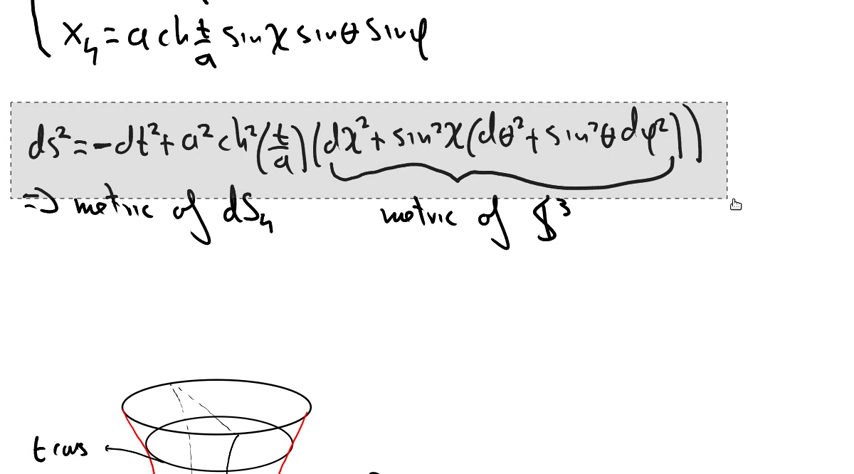 x₄ = a ch t/a sin χ sin θ sin φ
ds² = -dt² + a² ch²(t/a)(dχ² + sin²χ(dθ² + sin²θ dφ²))
=> metric of dS₄ metric of S³
t cons